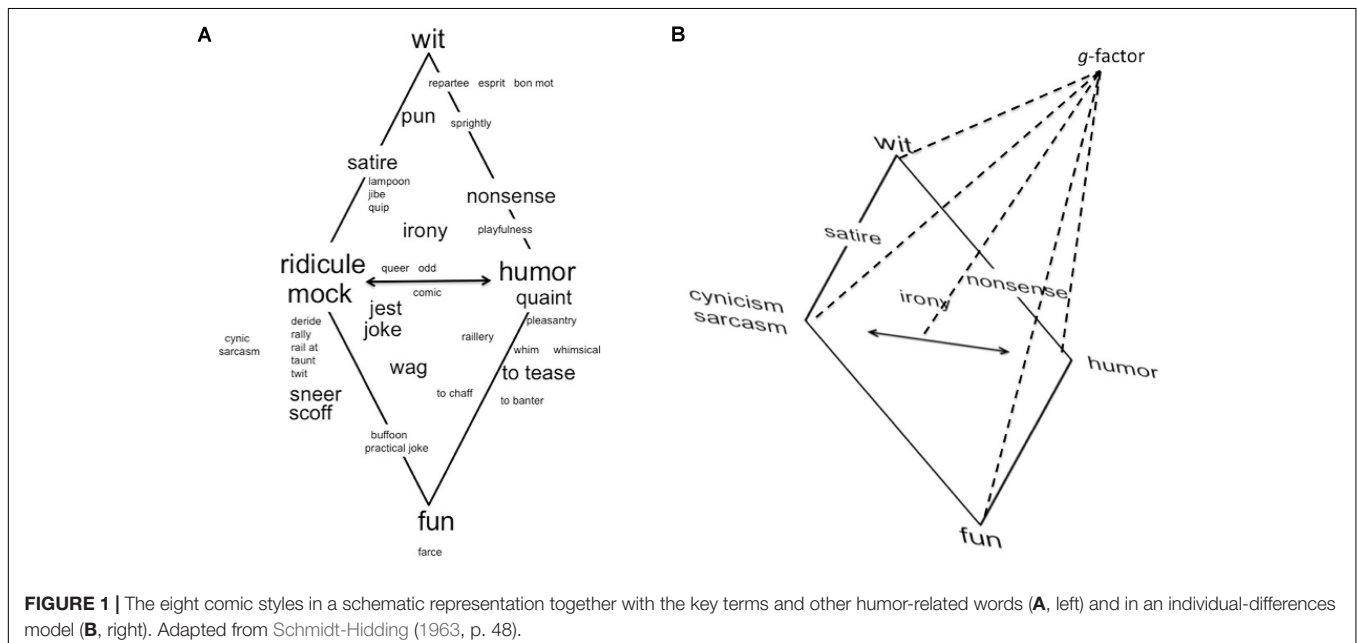 A
wit
repartee esprit bon mot
pun
sprightly
satire
lampoon
jibe
quip
nonsense
irony
playfulness
ridicule
mock
queer odd
comic
humor
quaint
jest
joke
pleasantry
deride
rally
rail at
taunt
twit
cynic
sarcasm
raillery
whim whimsical
wag
to tease
sneer
scoff
to chaff
to banter
buffoon
practical joke
fun
farce
B
g-factor
wit
satire
cynicism
sarcasm
irony
nonsense
humor
fun
FIGURE 1 | The eight comic styles in a schematic representation together with the key terms and other humor-related words (A, left) and in an individual-differences
model (B, right). Adapted from Schmidt-Hidding (1963, p. 48).